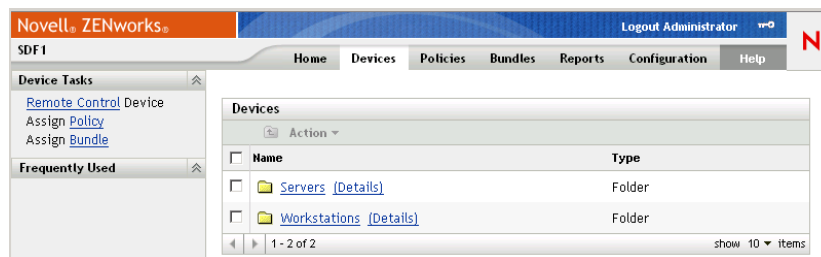 Novell® ZENworks®
Logout Administrator
N
SDF1
Home Devices Policies Bundles Reports Configuration Help
Device Tasks
Remote Control Device
Assign Policy
Assign Bundle
Frequently Used
Devices
Action
Name Type
Servers (Details) Folder
Workstations (Details) Folder
1 - 2 of 2 show 10 items